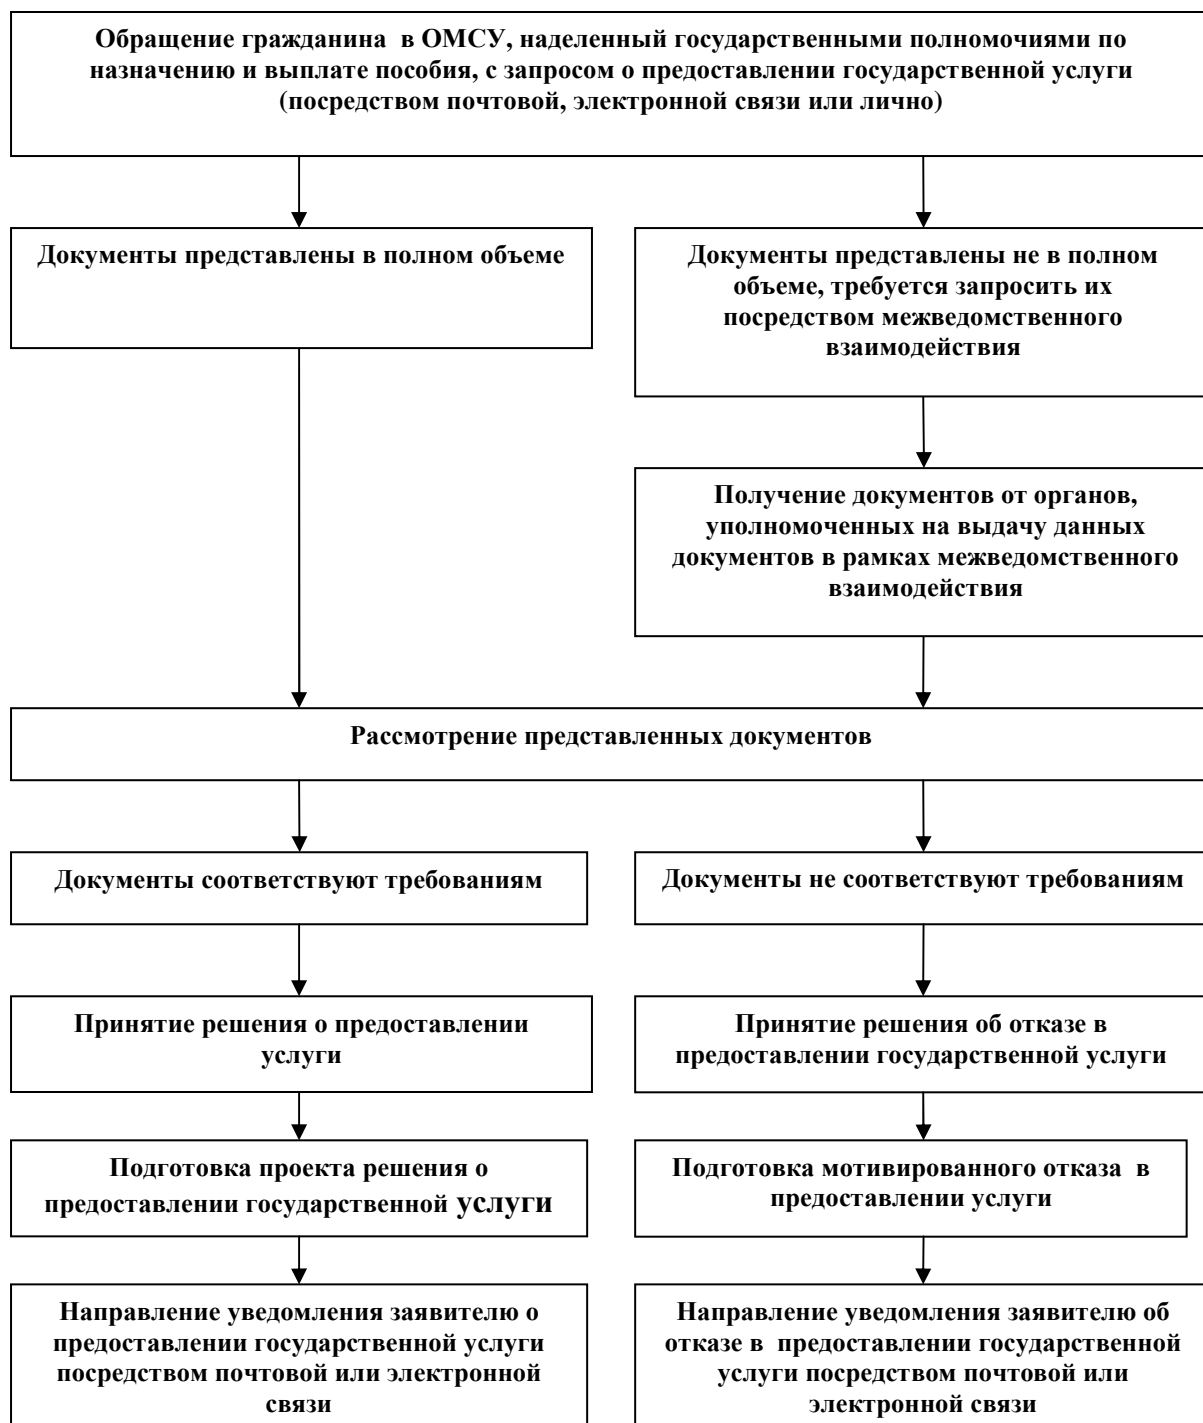 Обращение гражданина  в ОМСУ, наделенный государственными полномочиями по
назначению и выплате пособия, с запросом о предоставлении государственной услуги
(посредством почтовой, электронной связи или лично)
Документы представлены в полном объеме
Документы представлены не в полном
объеме, требуется запросить их
посредством межведомственного
взаимодействия
Получение документов от органов,
уполномоченных на выдачу данных
документов в рамках межведомственного
взаимодействия
Рассмотрение представленных документов
Документы соответствуют требованиям
Документы не соответствуют требованиям
Принятие решения о предоставлении
услуги
Принятие решения об отказе в
предоставлении государственной услуги
Подготовка проекта решения о
предоставлении государственной услуги
Подготовка мотивированного отказа  в
предоставлении услуги
Направление уведомления заявителю о
предоставлении государственной услуги
посредством почтовой или электронной
связи
Направление уведомления заявителю об
отказе в  предоставлении государственной
услуги посредством почтовой или
электронной связи